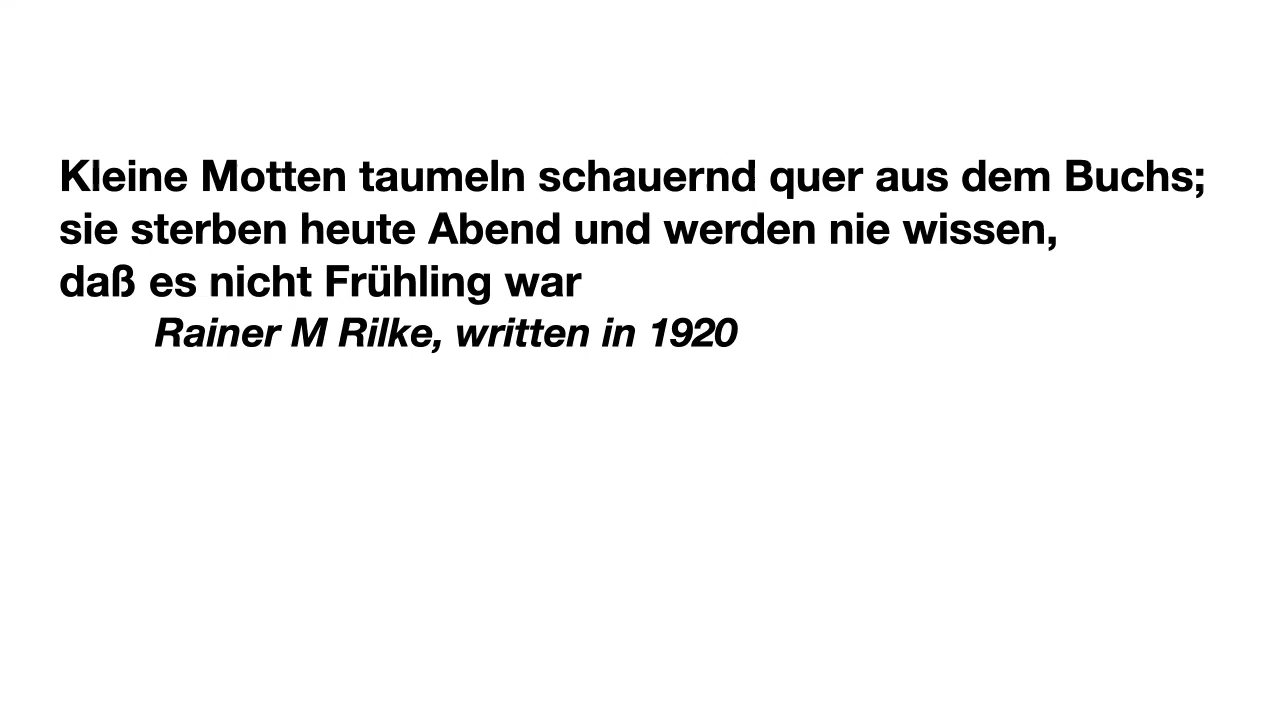 Kleine Motten taumeln schauernd quer aus dem Buchs;
sie sterben heute Abend und werden nie wissen,
daß es nicht Frühling war
Rainer M Rilke, written in 1920